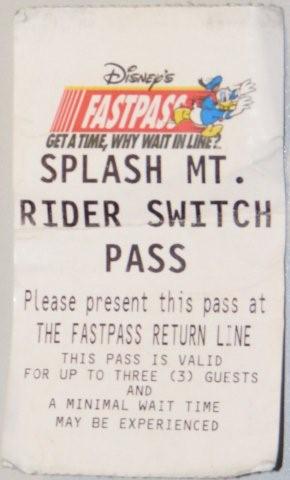 Disney's
FASTPASS
GET A TIME, WHY WAIT IN LINE?
SPLASH MT.
RIDER SWITCH
PASS
Please present this pass at
THE FASTPASS RETURN LINE
THIS PASS IS VALID
FOR UP TO THREE (3) GUESTS
AND
A MINIMAL WAIT TIME
MAY BE EXPERIENCED